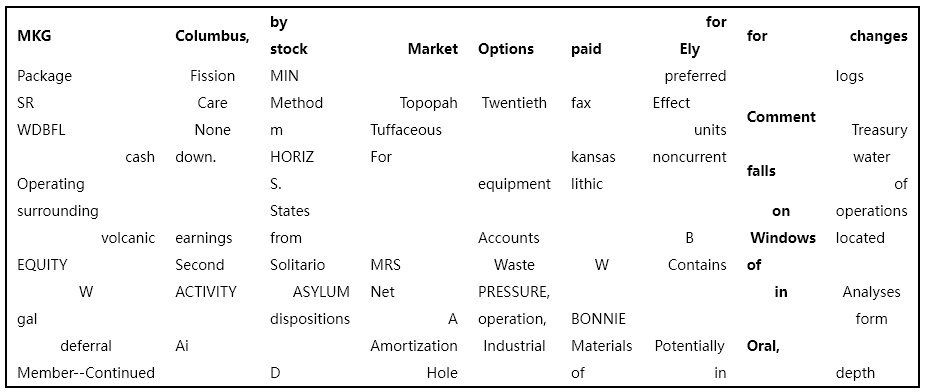 by for
MKG Columbus, for changes
stock Market Options paid Ely
Package Fission MIN preferred logs
SR Care Method Topopah Twentieth fax Effect
Comment
WDBFL None m Tuffaceous units Treasury
cash down. HORIZ For kansas noncurrent water
falls
Operating S. equipment lithic of
surrounding States on operations
volcanic earnings from Accounts B Windows located
EQUITY Second Solitario MRS Waste W Contains of
W ACTIVITY ASYLUM Net PRESSURE, in Analyses
gal dispositions A operation, BONNIE form
deferral Ai Amortization Industrial Materials Potentially Oral,
Member--Continued D Hole of in depth